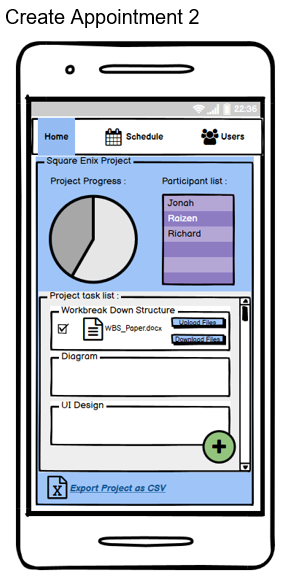 Create Appointment 2
22:36
Home
Schedule
Users
Square Enix Project
Project Progress :
Participant list :
Jonah
Raizen
Richard
Project task list :
Workbreak Down Structure
WBS_Paper.docx
Upload Files
Download Files
Diagram
UI Design
Export Project as CSV